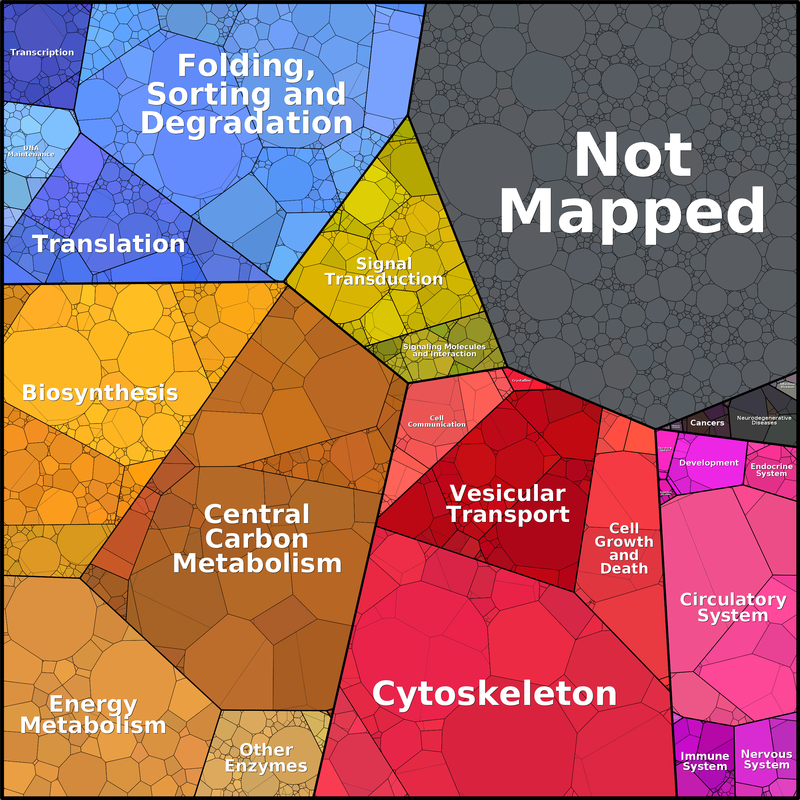 Transcription
Folding,
Sorting and
Degradation
Not
Mapped
DNA
Maintenance
Translation
Signal
Transduction
Signaling Molecules
and Interaction
Biosynthesis
Cell
Communication
Cancers
Neurodegenerative
Diseases
Development
Endocrine
System
Vesicular
Transport
Central
Carbon
Metabolism
Cell
Growth
and
Death
Circulatory
System
Cytoskeleton
Energy
Metabolism
Other
Enzymes
Immune
System
Nervous
System